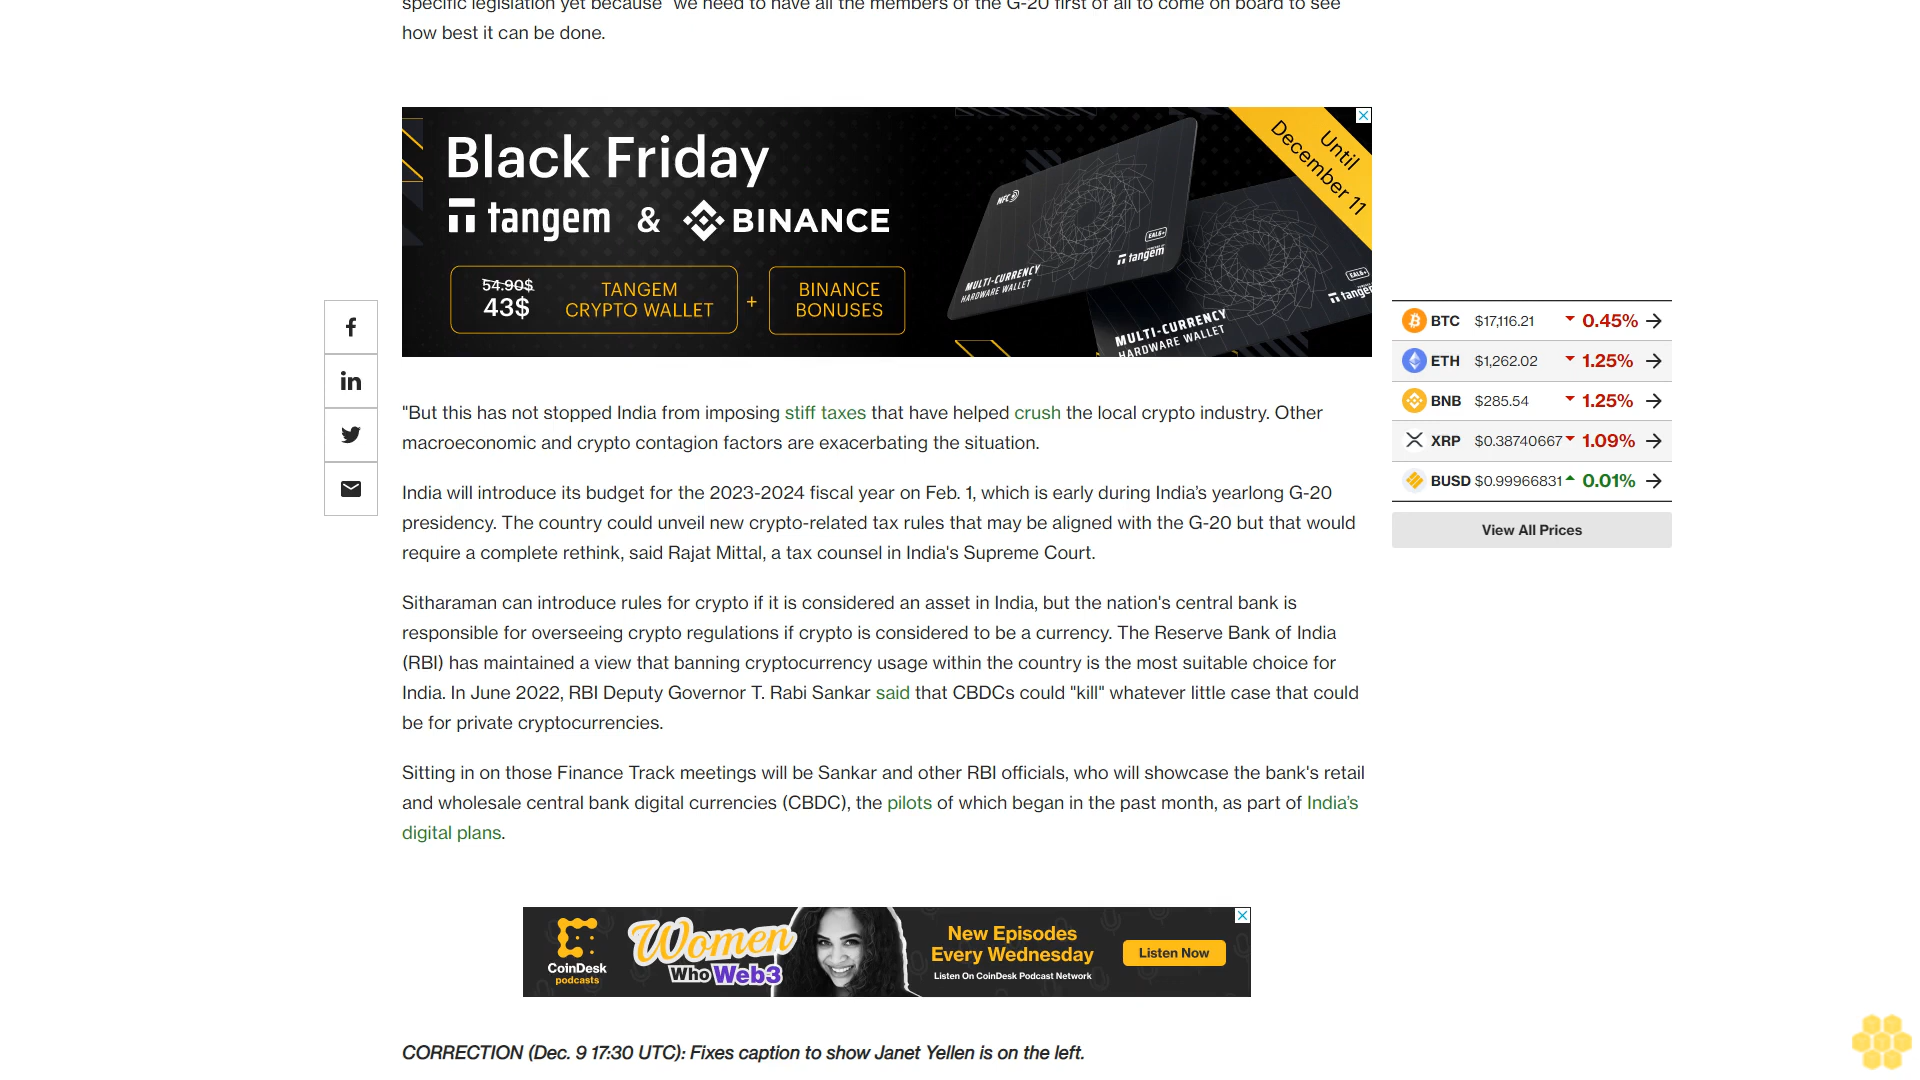 specific legislation yet because "we need to have all the members of the G-20 first of all to come on board to see
how best it can be done.
Black Friday
Until
December 11
tangem & BINANCE
54.90$
43$
TANGEM
CRYPTO WALLET
+
BINANCE
BONUSES
NFC
EAL6+
tangem
MULTI-CURRENCY
HARDWARE WALLET
EAL6+
tangem
MULTI-CURRENCY
HARDWARE WALLET
BTC $17,116.21 0.45%
ETH $1,262.02 1.25%
BNB $285.54 1.25%
XRP $0.38740667 1.09%
BUSD $0.99966831 0.01%
View All Prices
"But this has not stopped India from imposing stiff taxes that have helped crush the local crypto industry. Other
macroeconomic and crypto contagion factors are exacerbating the situation.
India will introduce its budget for the 2023-2024 fiscal year on Feb. 1, which is early during India’s yearlong G-20
presidency. The country could unveil new crypto-related tax rules that may be aligned with the G-20 but that would
require a complete rethink, said Rajat Mittal, a tax counsel in India's Supreme Court.
Sitharaman can introduce rules for crypto if it is considered an asset in India, but the nation's central bank is
responsible for overseeing crypto regulations if crypto is considered to be a currency. The Reserve Bank of India
(RBI) has maintained a view that banning cryptocurrency usage within the country is the most suitable choice for
India. In June 2022, RBI Deputy Governor T. Rabi Sankar said that CBDCs could "kill" whatever little case that could
be for private cryptocurrencies.
Sitting in on those Finance Track meetings will be Sankar and other RBI officials, who will showcase the bank's retail
and wholesale central bank digital currencies (CBDC), the pilots of which began in the past month, as part of India’s
digital plans.
CoinDesk
podcasts
Women
Who Web3
New Episodes
Every Wednesday
Listen On CoinDesk Podcast Network
Listen Now
CORRECTION (Dec. 9 17:30 UTC): Fixes caption to show Janet Yellen is on the left.